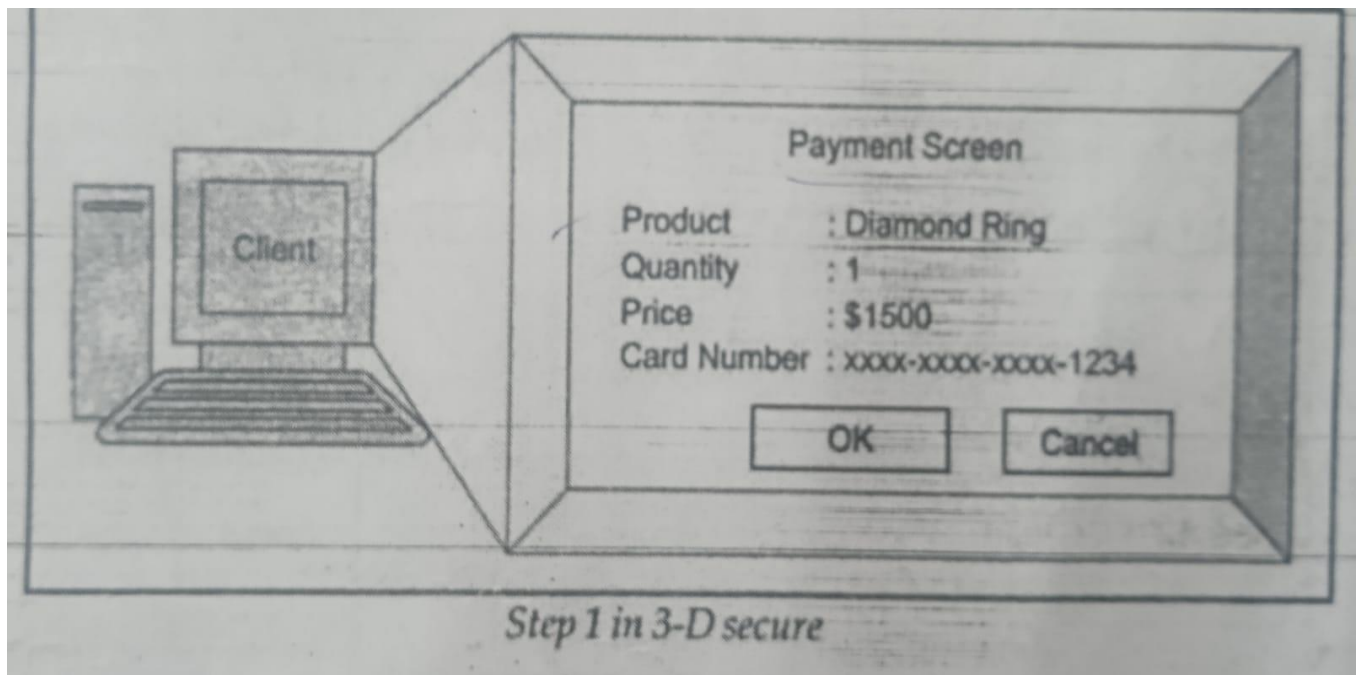 Client
Payment Screen
Product : Diamond Ring
Quantity : 1
Price : $1500
Card Number : xxxx-xxxx-xxxx-1234
OK Cancel
Step 1 in 3-D secure